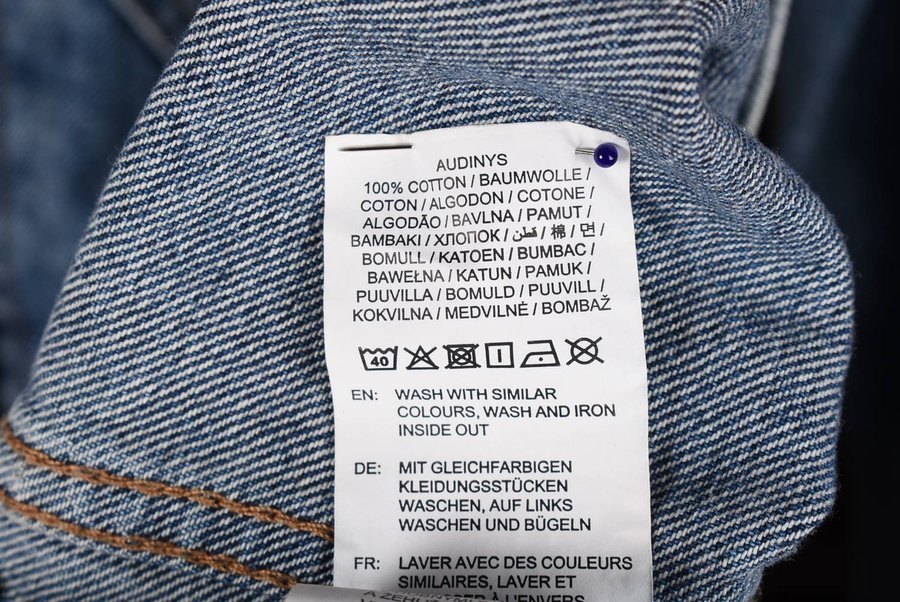 AUDINYS
100% COTTON / BAUMWOLLE /
COTON / ALGODON / COTONE /
ALGODÃO / BAVLNA / PAMUT /
BAMBAKI / ХЛОПОК / قطن / 棉 / 면 /
BOMULL / KATOEN / BUMBAC /
BAWEŁNA / KATUN / PAMUK /
PUUVILLA / BOMULD / PUUVILL /
KOKVILNA / MEDVILNĖ / BOMBAŽ
40
EN: WASH WITH SIMILAR
COLOURS, WASH AND IRON
INSIDE OUT
DE: MIT GLEICHFARBIGEN
KLEIDUNGSSTÜCKEN
WASCHEN, AUF LINKS
WASCHEN UND BÜGELN
FR: LAVER AVEC DES COULEURS
SIMILAIRES, LAVER ET
À L'ENVERS